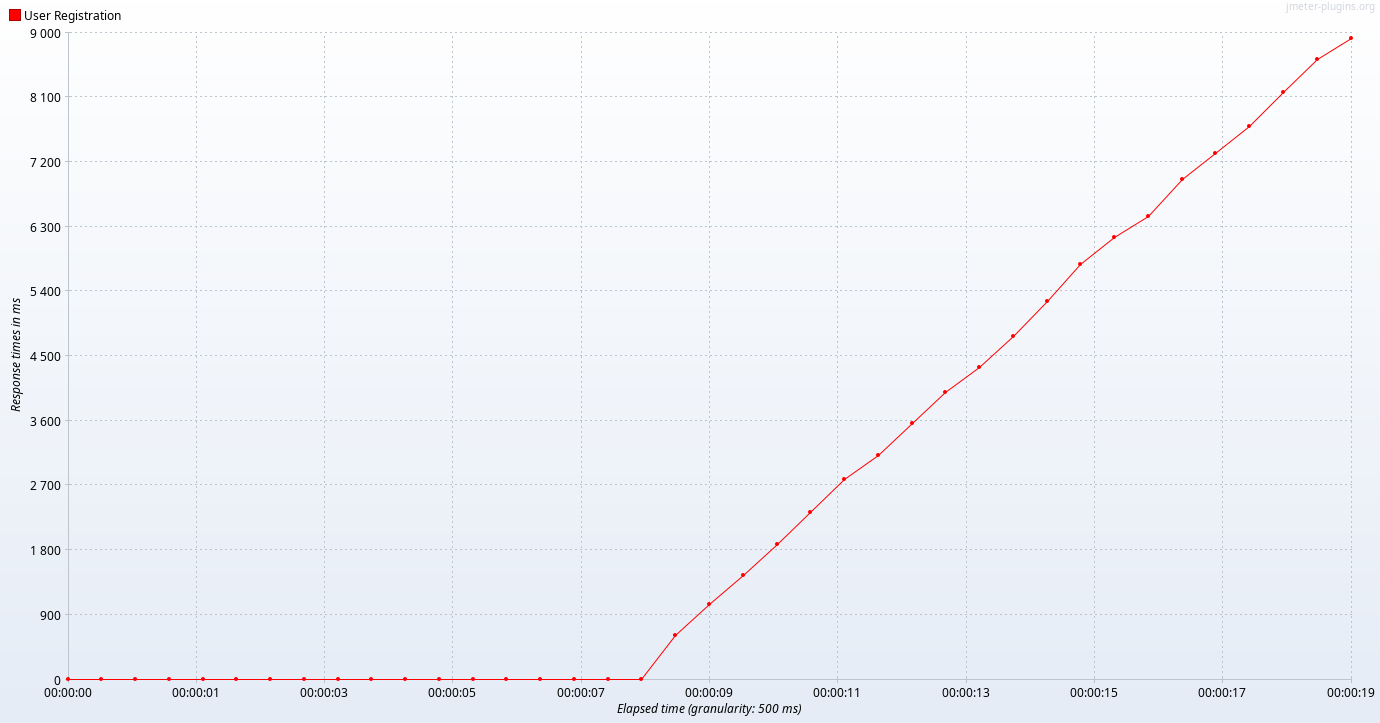 jmeter-plugins.org
User Registration
9 000
8 100
7 200
6 300
5 400
4 500
3 600
2 700
1 800
900
0
Response times in ms
00:00:00 00:00:01 00:00:03 00:00:05 00:00:07 00:00:09 00:00:11 00:00:13 00:00:15 00:00:17 00:00:19
Elapsed time (granularity: 500 ms)